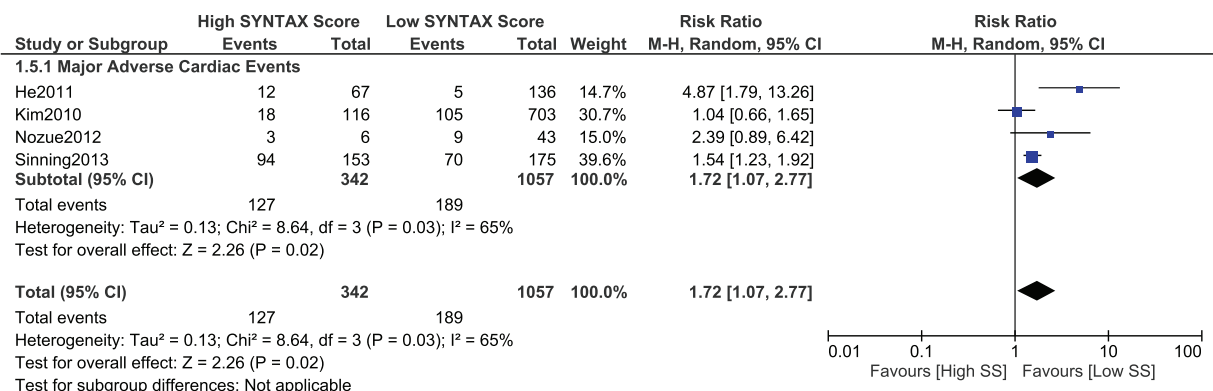 High SYNTAX Score Low SYNTAX Score Risk Ratio Risk Ratio
Study or Subgroup Events Total Events Total Weight M-H, Random, 95% CI M-H, Random, 95% CI
1.5.1 Major Adverse Cardiac Events
He2011 12 67 5 136 14.7% 4.87 [1.79, 13.26]
Kim2010 18 116 105 703 30.7% 1.04 [0.66, 1.65]
Nozue2012 3 6 9 43 15.0% 2.39 [0.89, 6.42]
Sinning2013 94 153 70 175 39.6% 1.54 [1.23, 1.92]
Subtotal (95% CI) 342 1057 100.0% 1.72 [1.07, 2.77]
Total events 127 189
Heterogeneity: Tau² = 0.13; Chi² = 8.64, df = 3 (P = 0.03); I² = 65%
Test for overall effect: Z = 2.26 (P = 0.02)
Total (95% CI) 342 1057 100.0% 1.72 [1.07, 2.77]
Total events 127 189
Heterogeneity: Tau² = 0.13; Chi² = 8.64, df = 3 (P = 0.03); I² = 65%
Test for overall effect: Z = 2.26 (P = 0.02)
Test for subgroup differences: Not applicable
0.01 0.1 1 10 100
Favours [High SS] Favours [Low SS]